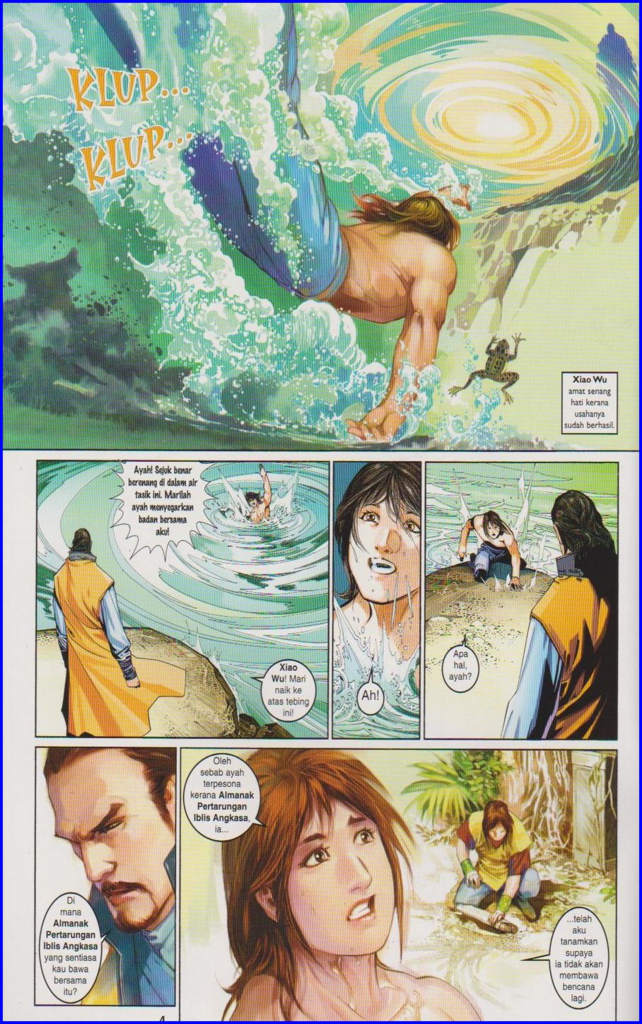 KLUP...
KLUP...
Xiao Wu
amat senang
hati kerana
usahanya
sudah berhasil.
Ayah! Sejuk benar
berenang di dalam air
tasik ini. Marilah
ayah menyegarkan
badan bersama
aku!
Xiao
Wu! Mari
naik ke
atas tebing
ini!
Ah!
Apa
hal,
ayah?
Di
mana
Almanak
Pertarungan
Iblis Angkasa
yang sentiasa
kau bawa
bersama
itu?
Oleh
sebab ayah
terpesona
kerana Almanak
Pertarungan
Iblis Angkasa,
ia...
...telah
aku
tanamkan
supaya
ia tidak akan
membawa
bencana
lagi.
4